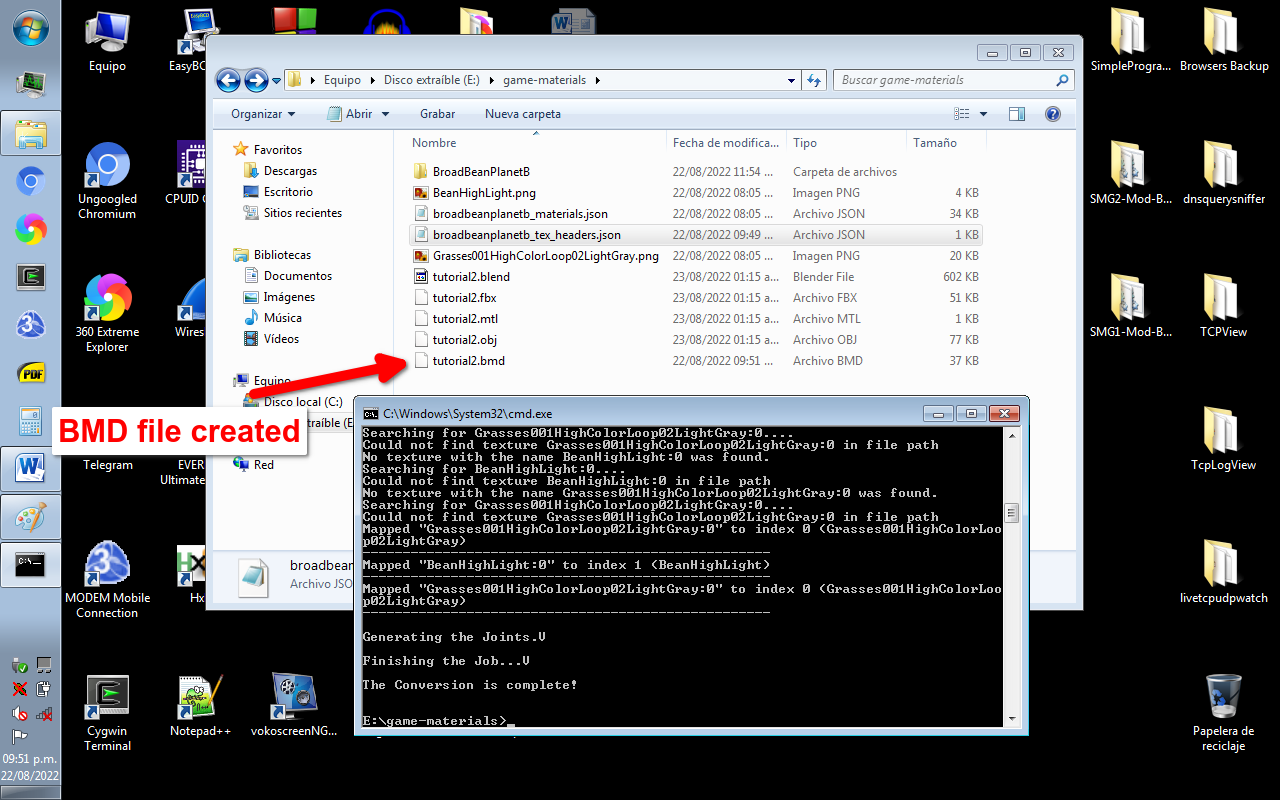 Equipo
EasyBC
SimpleProgra...
Browsers Backup
Equipo
Disco extraíble (E:)
game-materials
Buscar game-materials
Organizar
Abrir
Grabar
Nueva carpeta
Nombre
Fecha de modifica...
Tipo
Tamaño
Favoritos
Descargas
Escritorio
Sitios recientes
Bibliotecas
Documentos
Imágenes
Música
Vídeos
Equipo
Disco local (C:)
raíble (E
Red
BroadBeanPlanetB 22/08/2022 11:54 ... Carpeta de archivos
BeanHighLight.png 22/08/2022 08:05 ... Imagen PNG 4 KB
broadbeanplanetb_materials.json 22/08/2022 08:05 ... Archivo JSON 34 KB
broadbeanplanetb_tex_headers.json 22/08/2022 09:49 ... Archivo JSON 1 KB
Grasses001HighColorLoop02LightGray.png 22/08/2022 08:05 ... Imagen PNG 20 KB
tutorial2.blend 23/08/2022 01:15 a... Blender File 602 KB
tutorial2.fbx 23/08/2022 01:15 a... Archivo FBX 51 KB
tutorial2.mtl 23/08/2022 01:15 a... Archivo MTL 1 KB
tutorial2.obj 23/08/2022 01:15 a... Archivo OBJ 77 KB
tutorial2.bmd 22/08/2022 09:51 ... Archivo BMD 37 KB
BMD file created
broadbean
Archivo JSO
C:\Windows\System32\cmd.exe
Searching for Grasses001HighColorLoop02LightGray:0....
Could not find texture Grasses001HighColorLoop02LightGray:0 in file path
No texture with the name BeanHighLight:0 was found.
Searching for BeanHighLight:0....
Could not find texture BeanHighLight:0 in file path
No texture with the name Grasses001HighColorLoop02LightGray:0 was found.
Searching for Grasses001HighColorLoop02LightGray:0....
Could not find texture Grasses001HighColorLoop02LightGray:0 in file path
Mapped "Grasses001HighColorLoop02LightGray:0" to index 0 (Grasses001HighColorLoo
p02LightGray)
Mapped "BeanHighLight:0" to index 1 (BeanHighLight)
Mapped "Grasses001HighColorLoop02LightGray:0" to index 0 (Grasses001HighColorLoo
p02LightGray)
Generating the Joints.V
Finishing the Job...V
The Conversion is complete!
E:\game-materials>_
Ungoogled
Chromium
CPUID C
SMG2-Mod-B...
dnsquerysniffer
360 Extreme
Explorer
Wires
SMG1-Mod-B...
TCPView
PDF
Telegram
EVER
Ultimate
TcpLogView
MODEM Mobile
Connection
Hx
livetcpudpwatch
Cygwin
Terminal
Notepad++
vokoscreenNG...
Papelera de
reciclaje
09:51 p.m.
22/08/2022